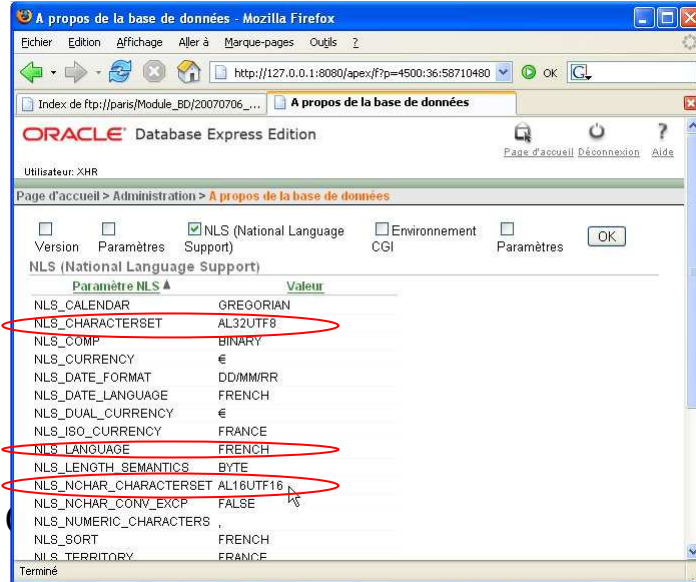 A propos de la base de données - Mozilla Firefox
Fichier Edition Affichage Aller à Marque-pages Outils ?
http://127.0.0.1:8080/apex/f?p=4500:36:58710480 OK G
Index de ftp://paris/Module_BD/20070706_... A propos de la base de données
ORACLE Database Express Edition
Page d'accueil Déconnexion Aide
Utilisateur: XHR
Page d'accueil > Administration > A propos de la base de données
Version Paramètres NLS (National Language Support) Environnement CGI Paramètres OK
NLS (National Language Support)
Paramètre NLS Valeur
NLS_CALENDAR GREGORIAN
NLS_CHARACTERSET AL32UTF8
NLS_COMP BINARY
NLS_CURRENCY €
NLS_DATE_FORMAT DD/MM/RR
NLS_DATE_LANGUAGE FRENCH
NLS_DUAL_CURRENCY €
NLS_ISO_CURRENCY FRANCE
NLS_LANGUAGE FRENCH
NLS_LENGTH_SEMANTICS BYTE
NLS_NCHAR_CHARACTERSET AL16UTF16
NLS_NCHAR_CONV_EXCP FALSE
NLS_NUMERIC_CHARACTERS ,
NLS_SORT FRENCH
NLS_TERRITORY FRANCE
Terminé